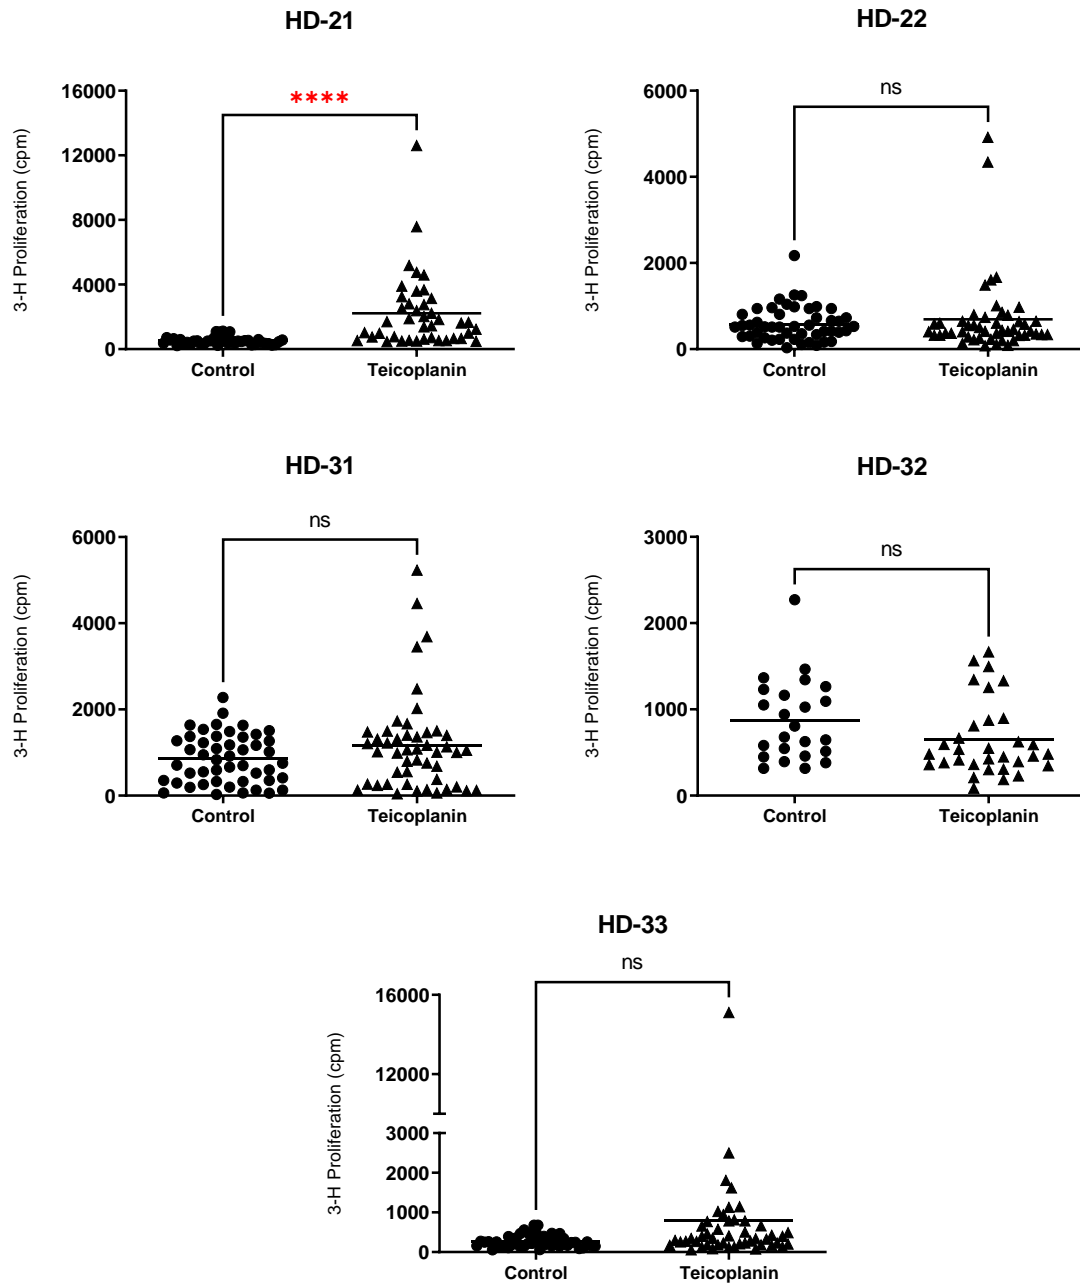 HD-21
****
3-H Proliferation (cpm)
16000
12000
8000
4000
0
Control Teicoplanin
HD-22
ns
3-H Proliferation (cpm)
6000
4000
2000
0
Control Teicoplanin
HD-31
ns
3-H Proliferation (cpm)
6000
4000
2000
0
Control Teicoplanin
HD-32
ns
3-H Proliferation (cpm)
3000
2000
1000
0
Control Teicoplanin
HD-33
ns
3-H Proliferation (cpm)
16000
12000
3000
2000
1000
0
Control Teicoplanin